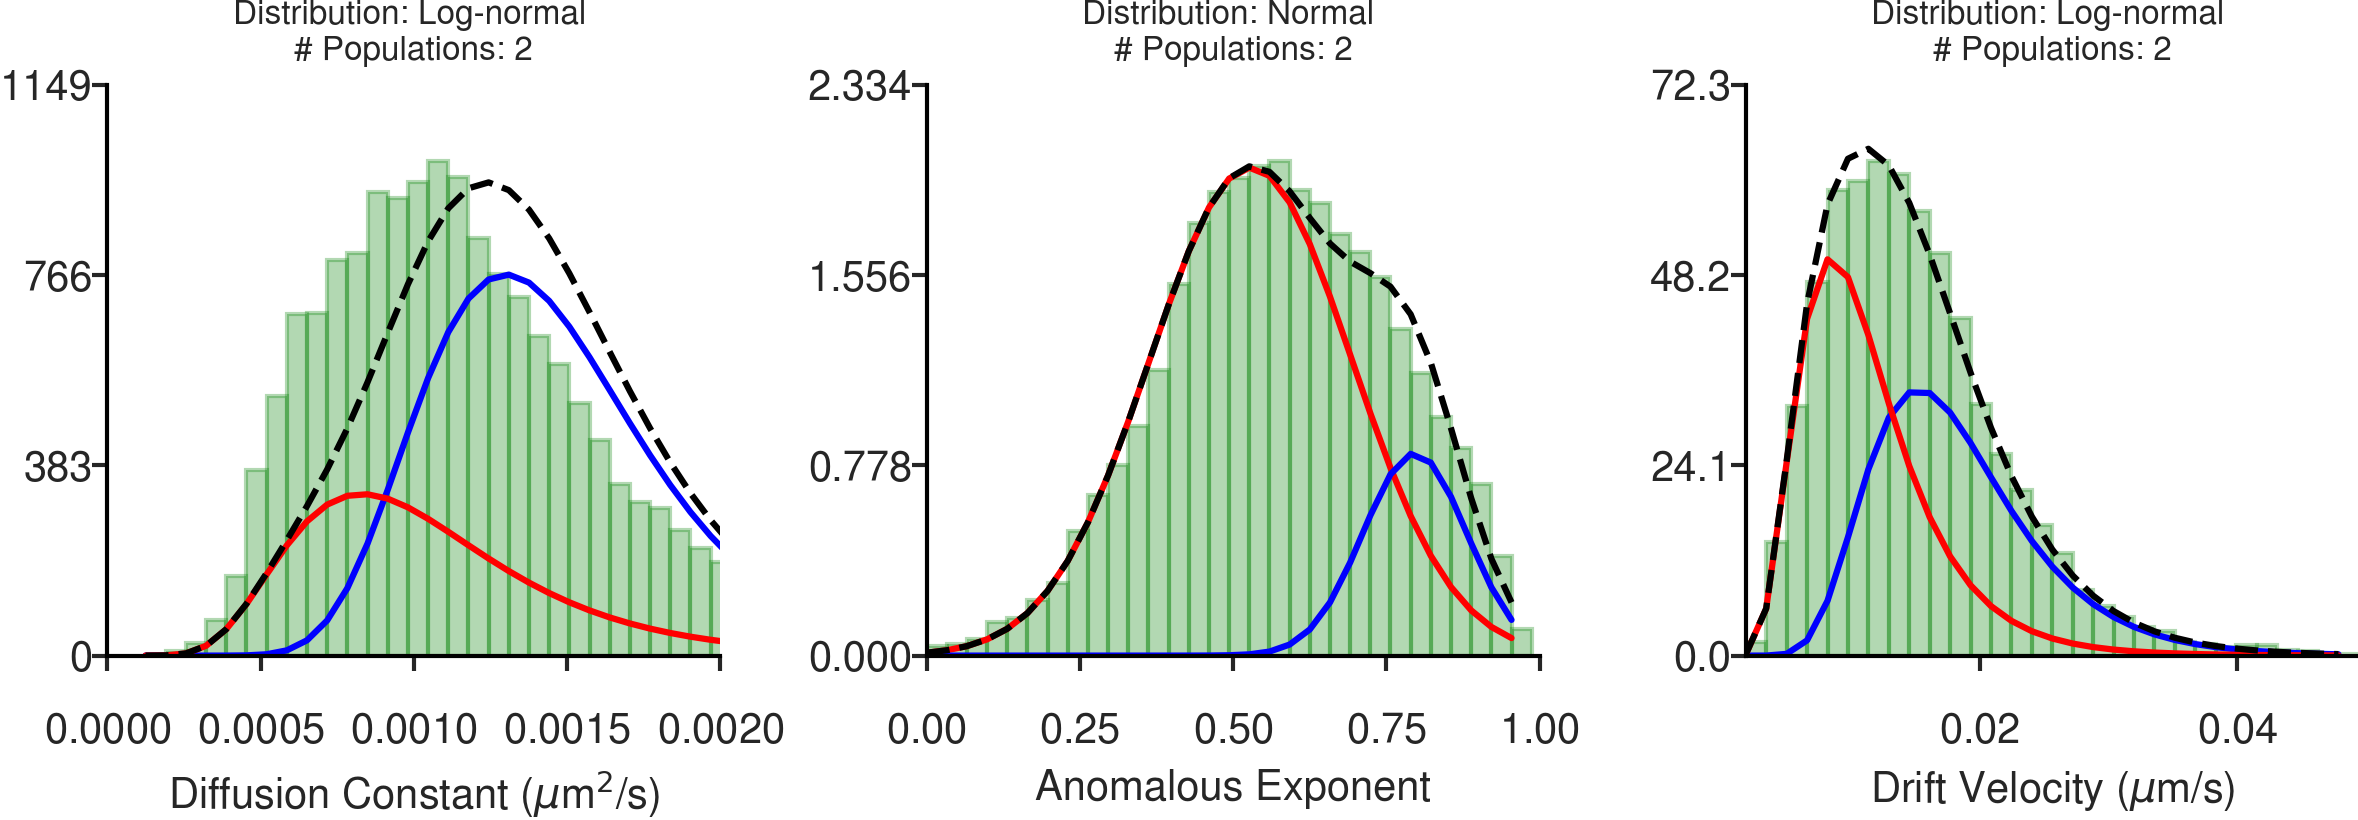 Distribution: Log-normal
# Populations: 2
1149
766
383
0
0.0000 0.0005 0.0010 0.0015 0.0020
Diffusion Constant (μm²/s)
Distribution: Normal
# Populations: 2
2.334
1.556
0.778
0.000
0.00 0.25 0.50 0.75 1.00
Anomalous Exponent
Distribution: Log-normal
# Populations: 2
72.3
48.2
24.1
0.0
0.02 0.04
Drift Velocity (μm/s)